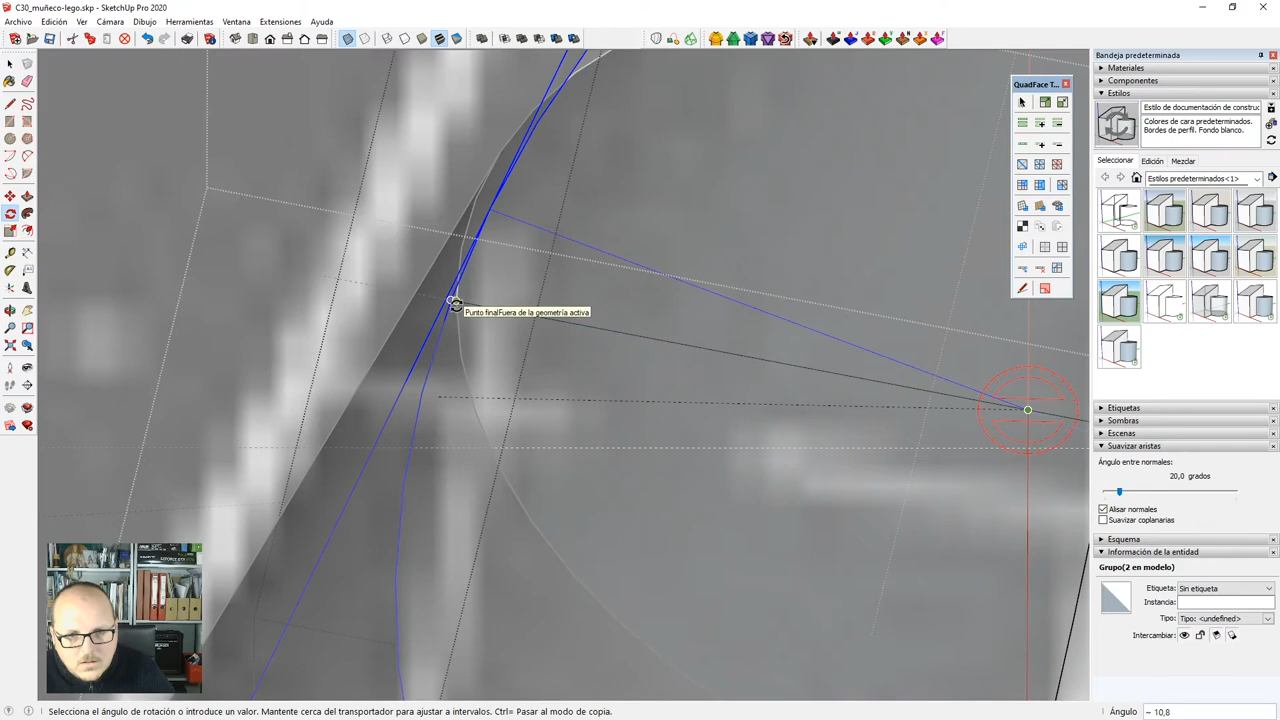 C30_muñeco-lego.skp - SketchUp Pro 2020
Archivo Edición Ver Cámara Dibujo Herramientas Ventana Extensiones Ayuda
Bandeja predeterminada
Materiales
Componentes
Estilos
QuadFace T...
Estilo de documentación de construc
Colores de cara predeterminados.
Bordes de perfil. Fondo blanco.
Seleccionar Edición Mezclar
Estilos predeterminados<1>
Punto finalFuera de la geometría activa
Etiquetas
Sombras
Escenas
Suavizar aristas
Ángulo entre normales:
20,0 grados
Alisar normales
Suavizar coplanarias
Esquema
Información de la entidad
Grupo(2 en modelo)
Etiqueta: Sin etiqueta
Instancia:
Tipo: Tipo: <undefined>
Intercambiar:
Selecciona el ángulo de rotación o introduce un valor. Mantente cerca del transportador para ajustar a intervalos. Ctrl= Pasar al modo de copia.
Ángulo ~ 10,8